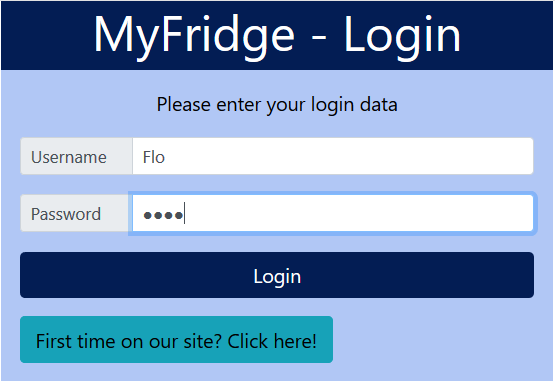 MyFridge - Login
Please enter your login data
Username Flo
Password ●●●●
Login
First time on our site? Click here!